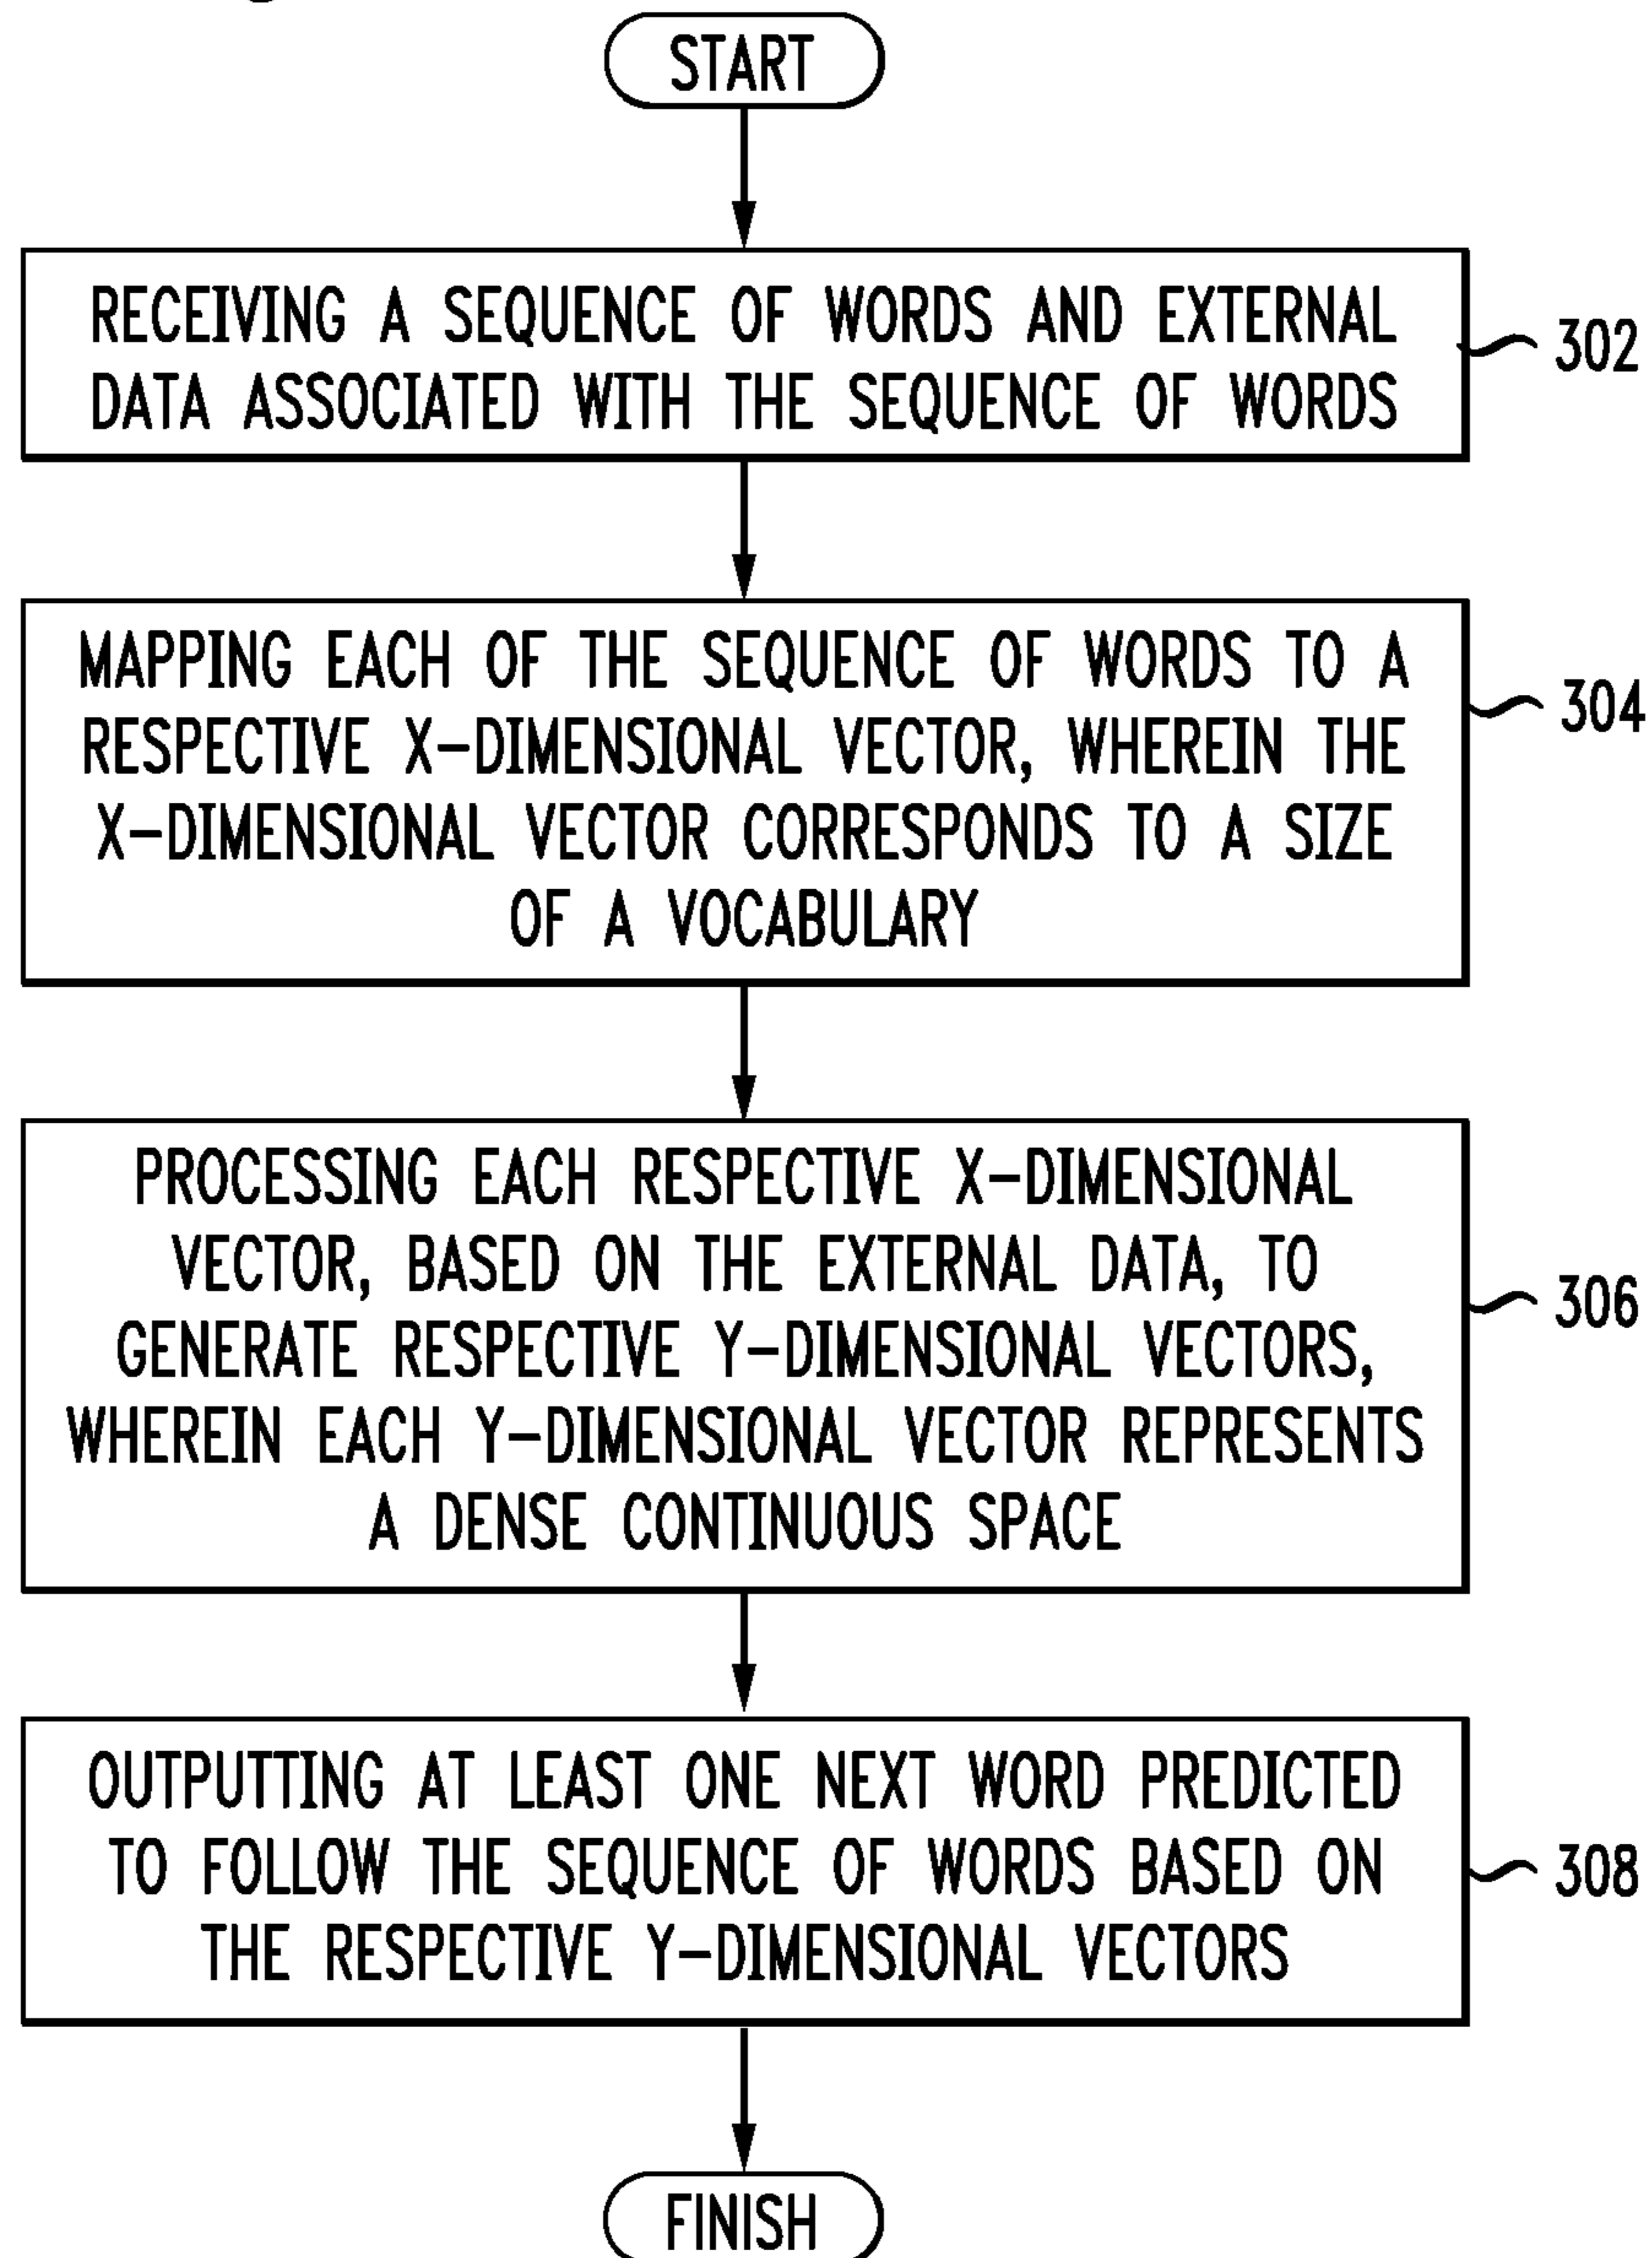 START
RECEIVING A SEQUENCE OF WORDS AND EXTERNAL
DATA ASSOCIATED WITH THE SEQUENCE OF WORDS
302
MAPPING EACH OF THE SEQUENCE OF WORDS TO A
RESPECTIVE X-DIMENSIONAL VECTOR, WHEREIN THE
X-DIMENSIONAL VECTOR CORRESPONDS TO A SIZE
OF A VOCABULARY
304
PROCESSING EACH RESPECTIVE X-DIMENSIONAL
VECTOR, BASED ON THE EXTERNAL DATA, TO
GENERATE RESPECTIVE Y-DIMENSIONAL VECTORS,
WHEREIN EACH Y-DIMENSIONAL VECTOR REPRESENTS
A DENSE CONTINUOUS SPACE
306
OUTPUTTING AT LEAST ONE NEXT WORD PREDICTED
TO FOLLOW THE SEQUENCE OF WORDS BASED ON
THE RESPECTIVE Y-DIMENSIONAL VECTORS
308
FINISH